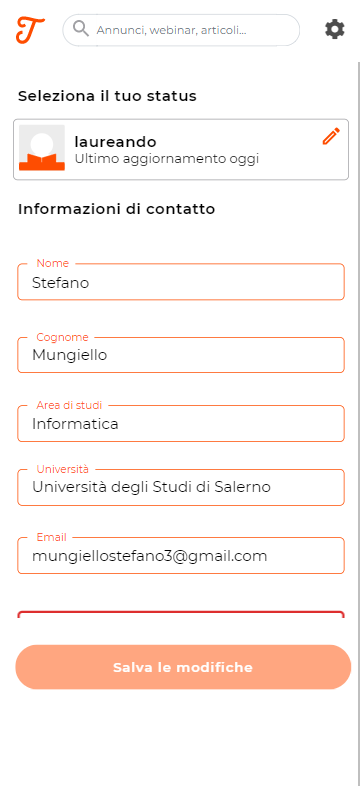 T
Annunci, webinar, articoli...
Seleziona il tuo status
laureando
Ultimo aggiornamento oggi
Informazioni di contatto
Nome
Stefano
Cognome
Mungiello
Area di studi
Informatica
Università
Università degli Studi di Salerno
Email
mungiellostefano3@gmail.com
Salva le modifiche